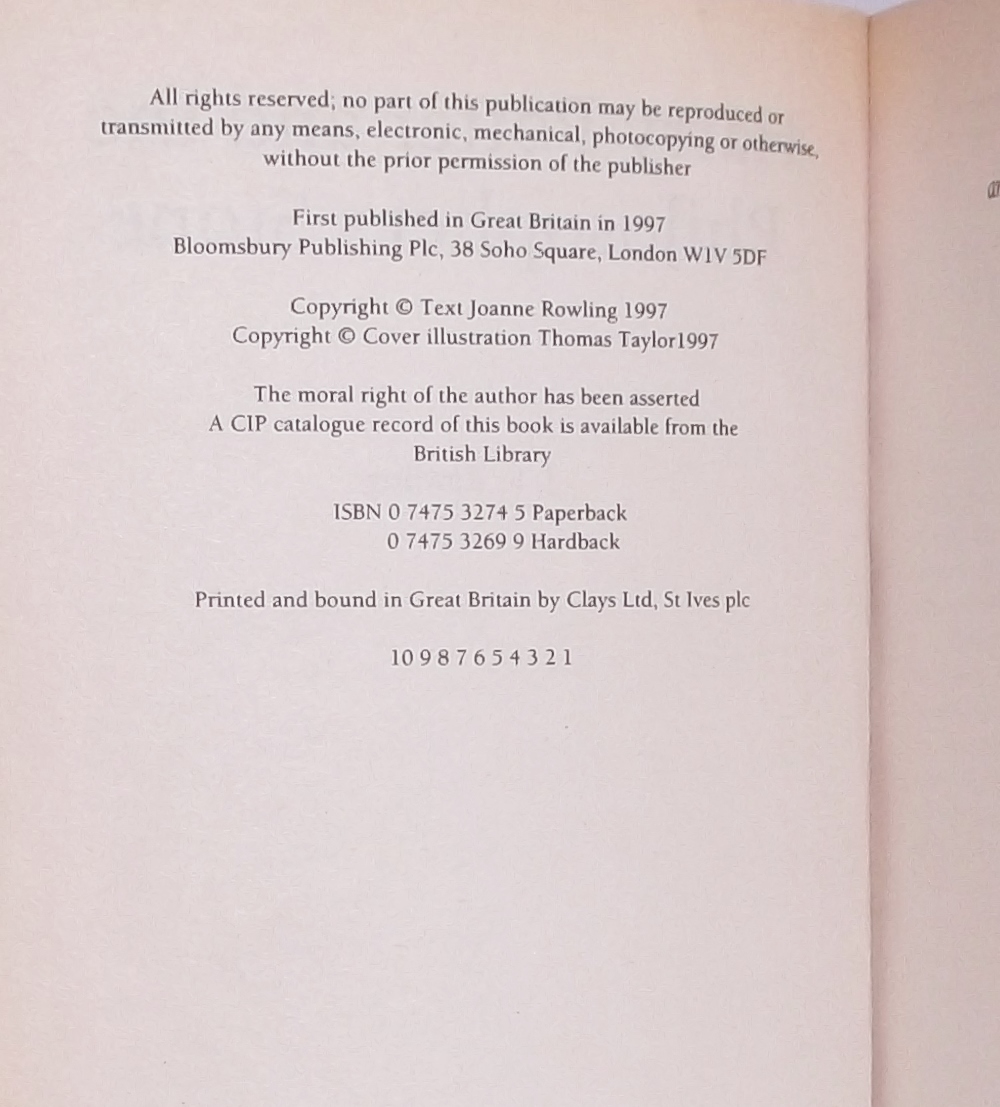 All rights reserved; no part of this publication may be reproduced or
transmitted by any means, electronic, mechanical, photocopying or otherwise,
without the prior permission of the publisher
First published in Great Britain in 1997
Bloomsbury Publishing Plc, 38 Soho Square, London W1V 5DF
Copyright © Text Joanne Rowling 1997
Copyright © Cover illustration Thomas Taylor1997
The moral right of the author has been asserted
A CIP catalogue record of this book is available from the
British Library
ISBN 0 7475 3274 5 Paperback
0 7475 3269 9 Hardback
Printed and bound in Great Britain by Clays Ltd, St Ives plc
10 9 8 7 6 5 4 3 2 1